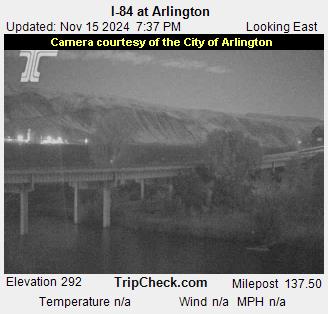 I-84 at Arlington
Updated: Nov 15 2024 7:37 PM Looking East
Camera courtesy of the City of Arlington
Elevation 292 TripCheck.com Milepost 137.50
Temperature n/a Wind n/a MPH n/a